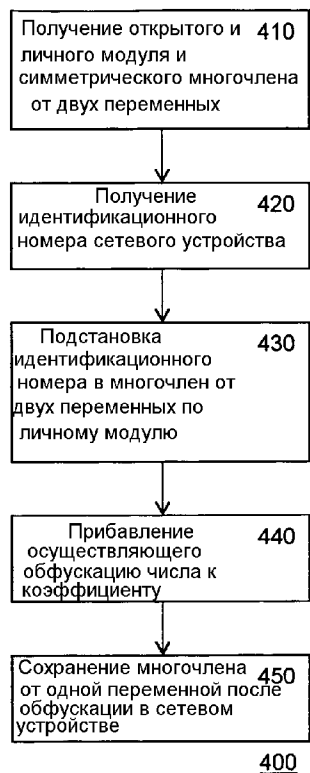 Получение открытого и 410
личного модуля и
симметрического многочлена
от двух переменных
Получение
идентификационного 420
номера сетевого устройства
Подстановка 430
идентификационного
номера в многочлен от
двух переменных по
личному модулю
Прибавление 440
осуществляющего
обфускацию числа к
коэффициенту
Сохранение многочлена 450
от одной переменной после
обфускации в сетевом
устройстве
400